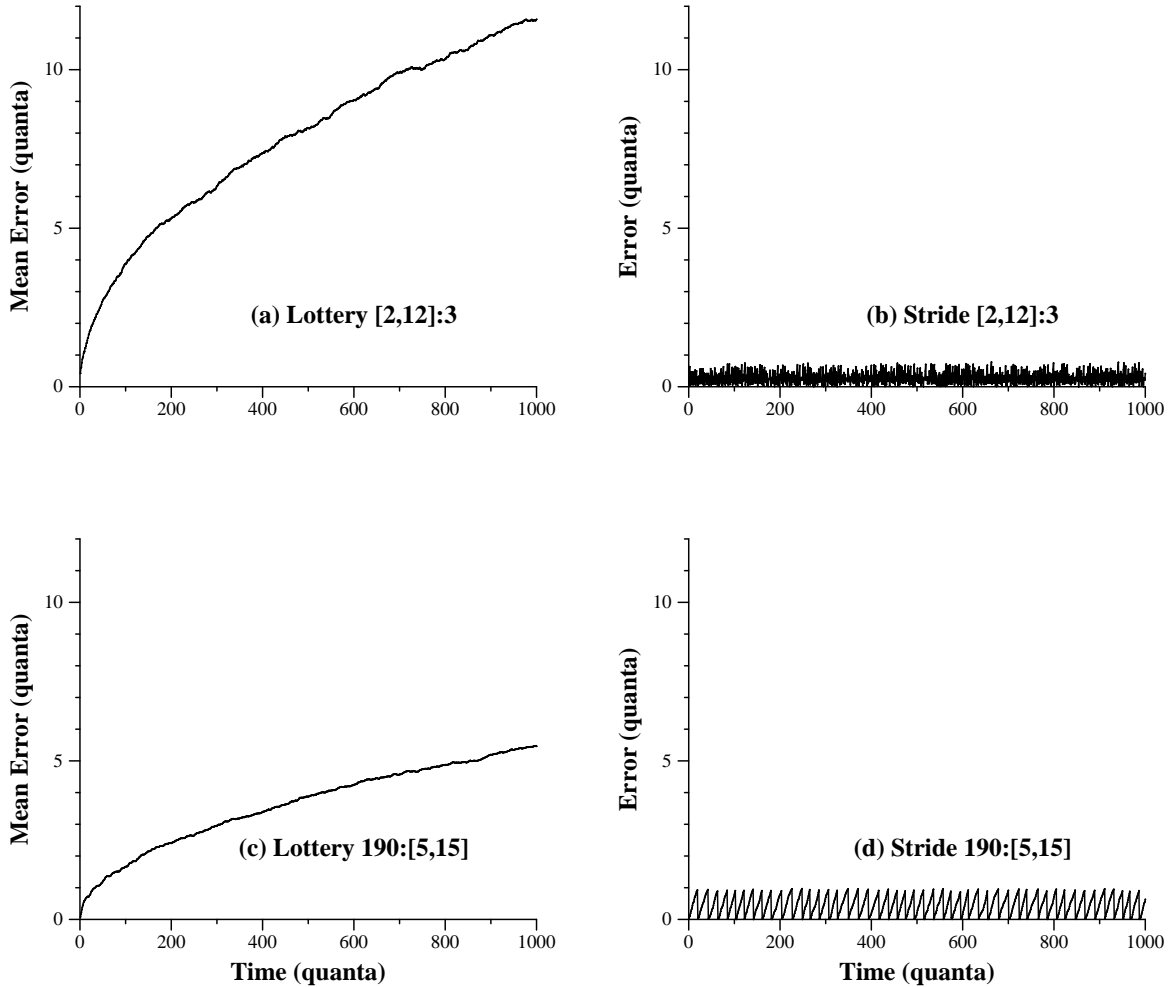 10
5
0
Mean Error (quanta)
(a) Lottery [2,12]:3
0 200 400 600 800 1000
10
5
0
Error (quanta)
(b) Stride [2,12]:3
0 200 400 600 800 1000
10
5
0
Mean Error (quanta)
(c) Lottery 190:[5,15]
0 200 400 600 800 1000
Time (quanta)
10
5
0
Error (quanta)
(d) Stride 190:[5,15]
0 200 400 600 800 1000
Time (quanta)